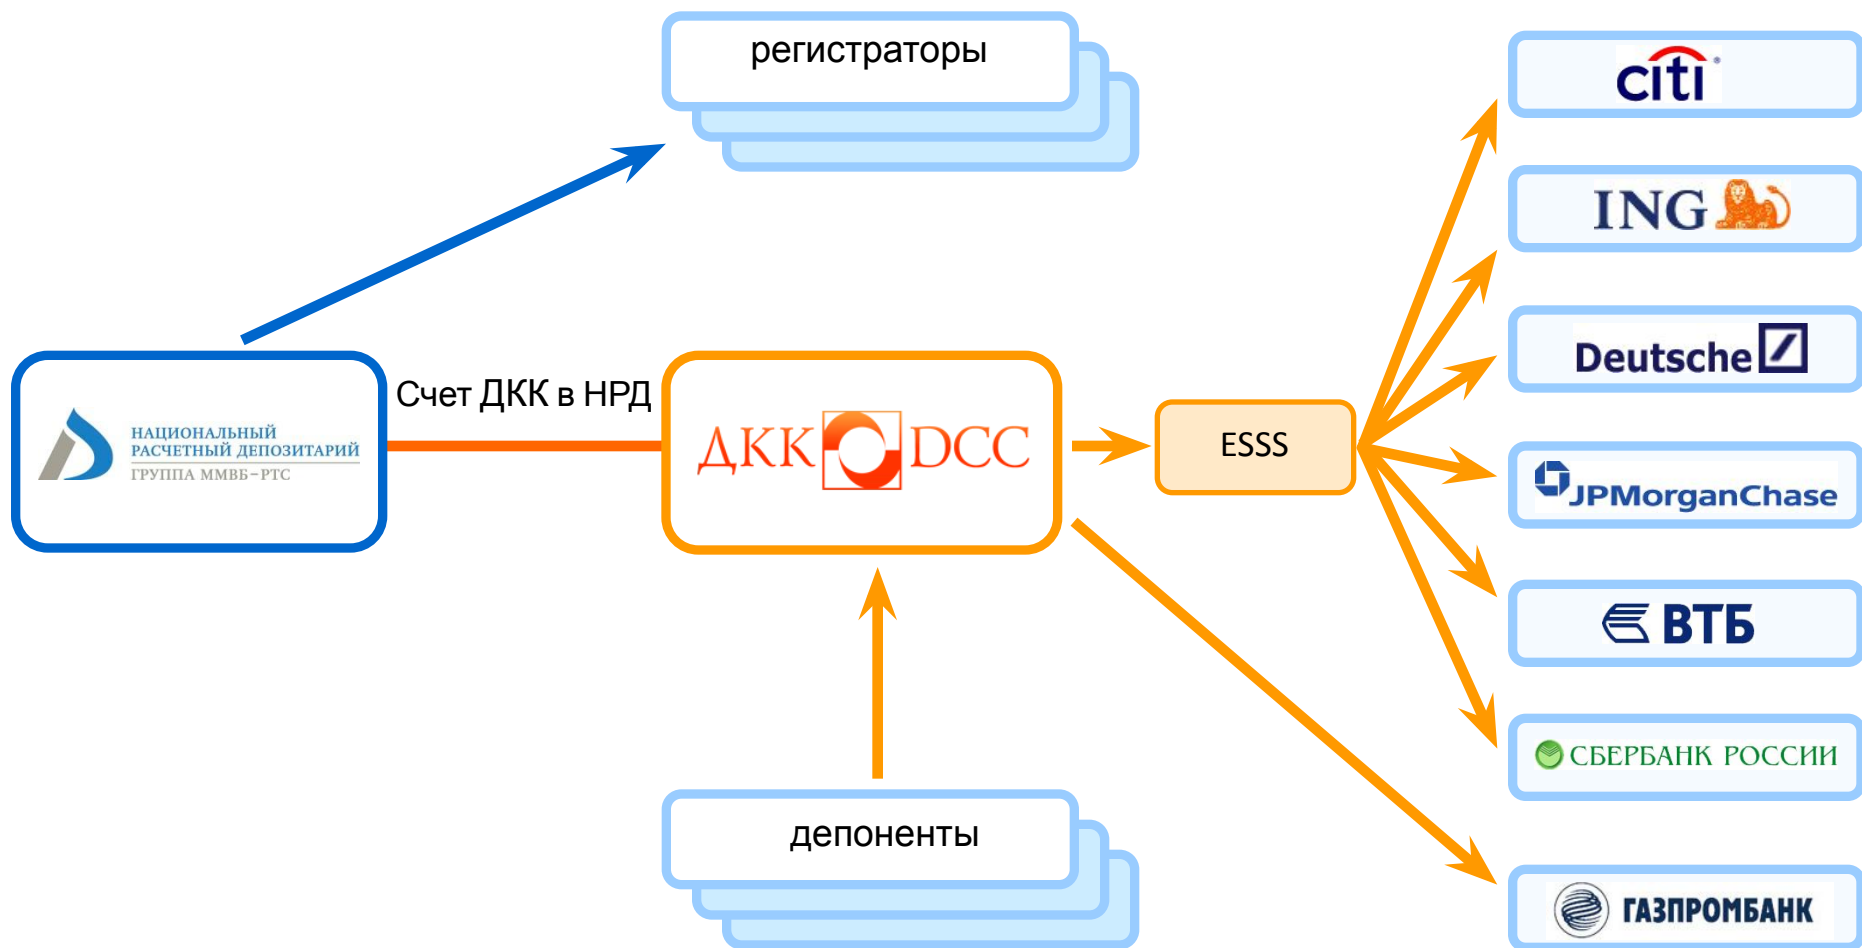 регистраторы
citi
ING
Deutsche
Счет ДКК в НРД
НАЦИОНАЛЬНЫЙ
РАСЧЕТНЫЙ ДЕПОЗИТАРИЙ
ГРУППА ММВБ-РТС
ДКК DCC
ESSS
JPMorganChase
ВТБ
СБЕРБАНК РОССИИ
депоненты
ГАЗПРОМБАНК